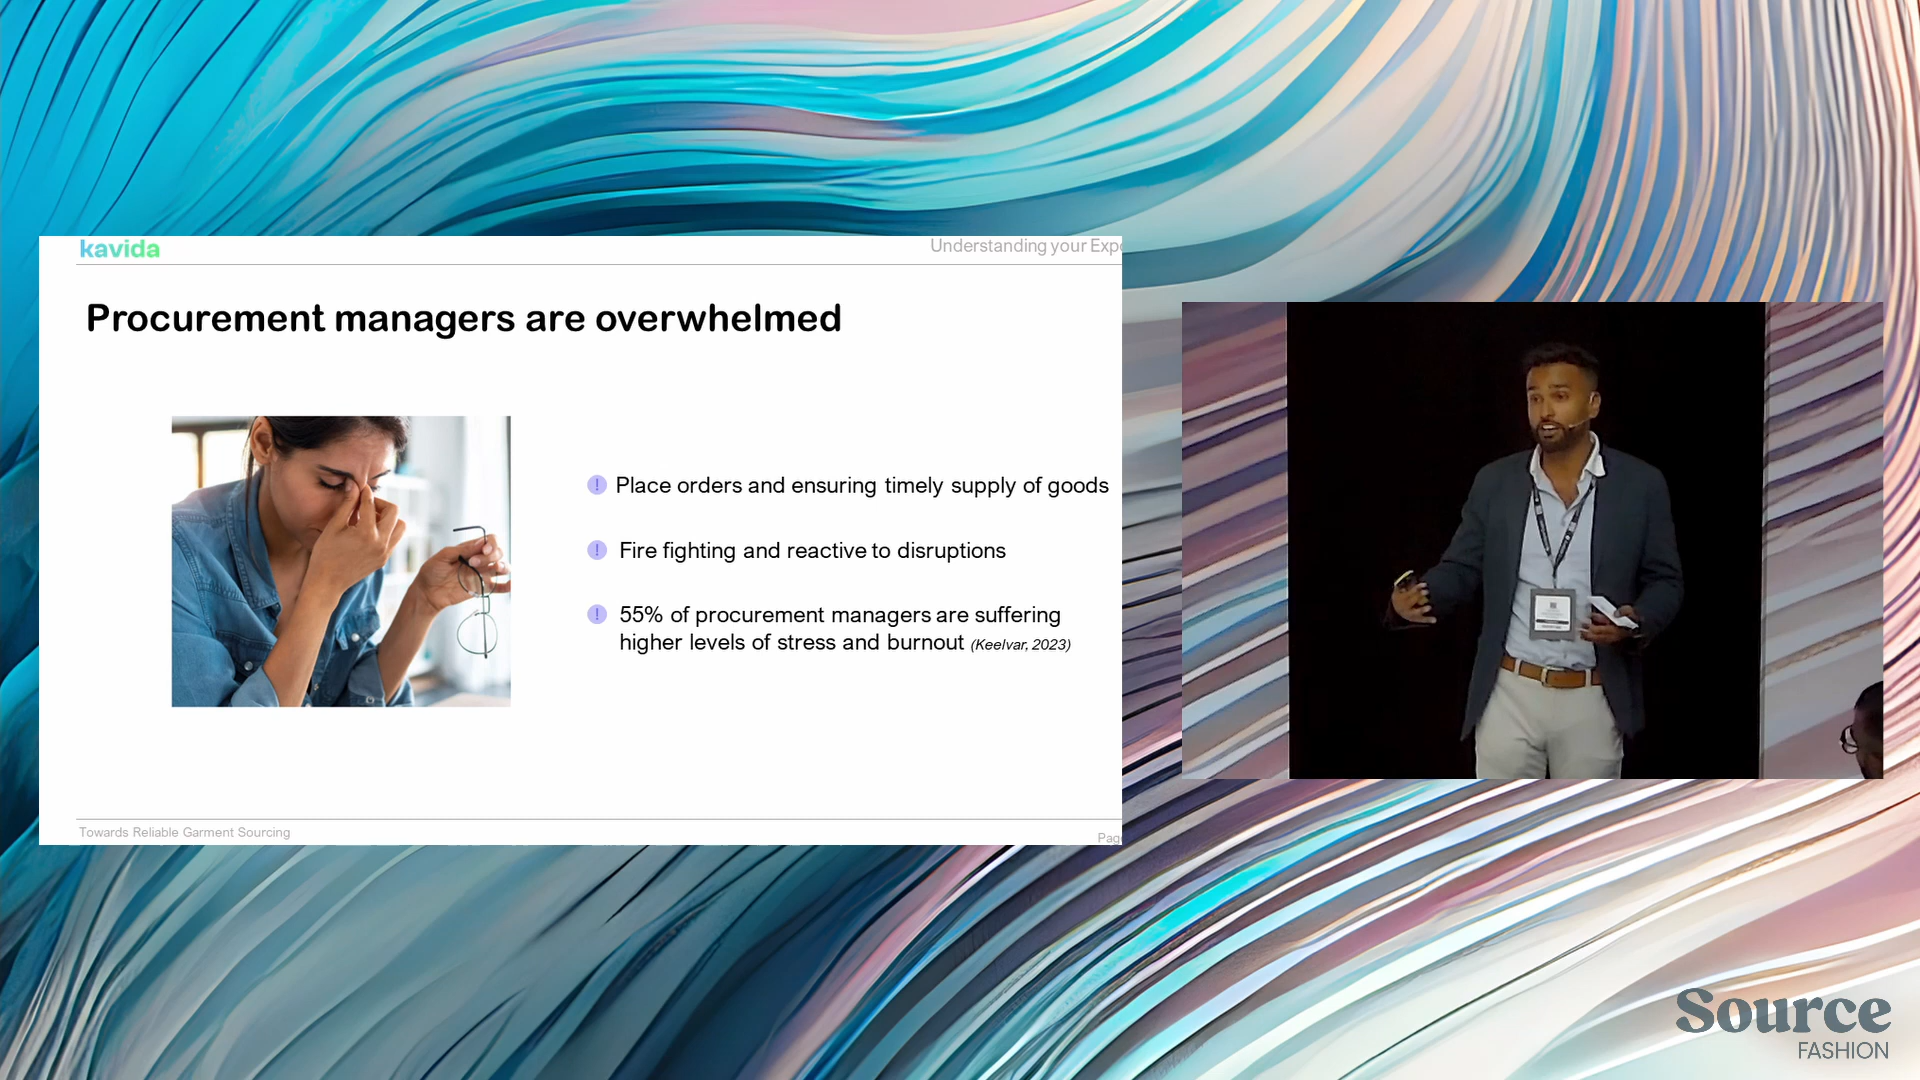 kavida
Understanding your Exp
Procurement managers are overwhelmed
! Place orders and ensuring timely supply of goods
! Fire fighting and reactive to disruptions
! 55% of procurement managers are suffering
higher levels of stress and burnout (Keelvar, 2023)
Towards Reliable Garment Sourcing
Pag
Source
FASHION